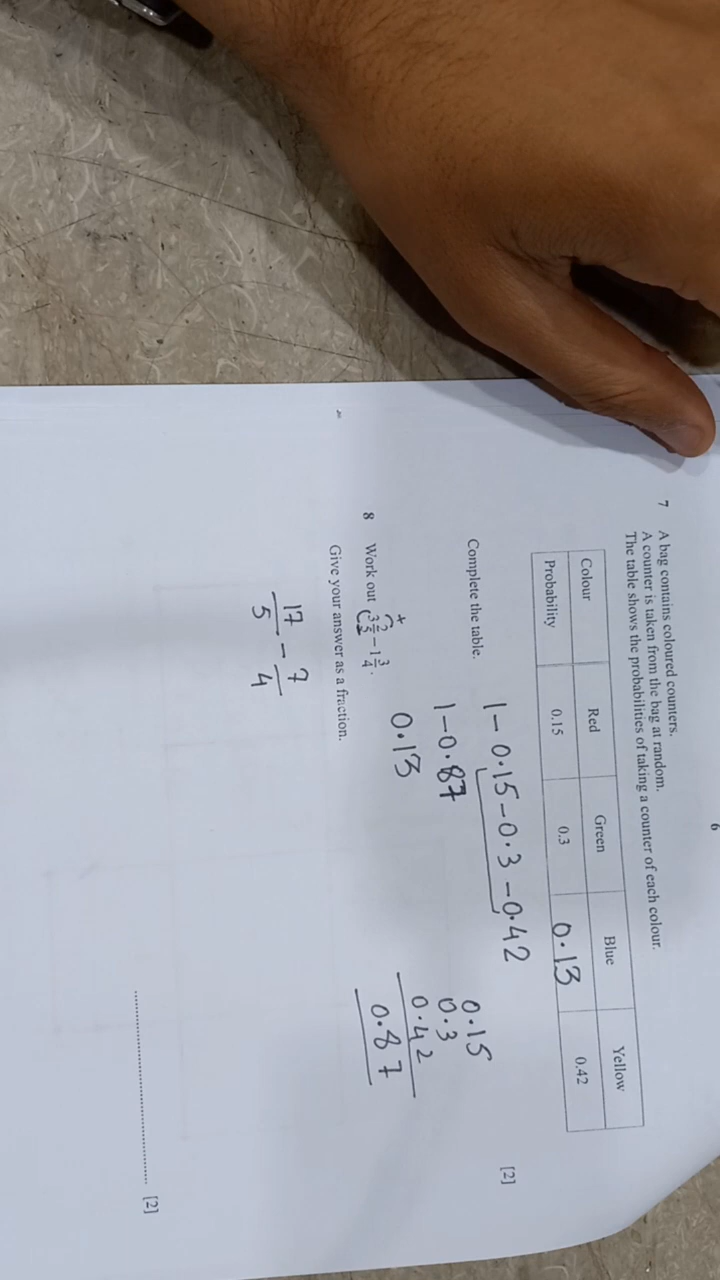 6
7 A bag contains coloured counters.
A counter is taken from the bag at random.
The table shows the probabilities of taking a counter of each colour.
Colour Red Green Blue Yellow
Probability 0.15 0.3 0.13 0.42
Complete the table.
[2]
1 - 0.15 - 0.3 - 0.42
1 - 0.87
0.13
0.15
0.3
0.42
0.87
8 Work out 3 2/5 - 1 3/4.
Give your answer as a fraction.
17/5 - 7/4
[2]